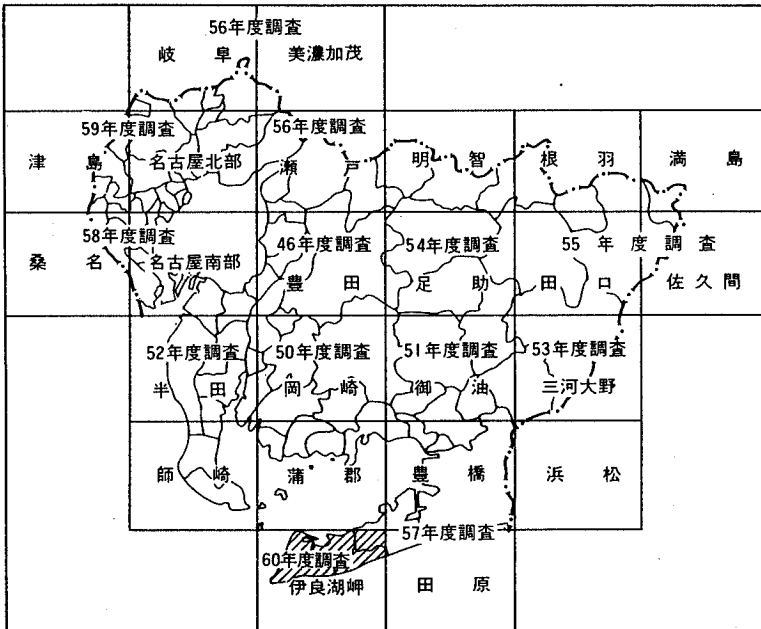 56年度調査
岐阜 美濃加茂
59年度調査 56年度調査
津島 名古屋北部 瀬戸 明智 根羽 満島
58年度調査 46年度調査 54年度調査 55年度調査
桑名 名古屋南部 豊田 足助 田口 佐久間
52年度調査 50年度調査 51年度調査 53年度調査
半田 岡崎 御油 三河大野
師崎 蒲郡 豊橋 浜松
57年度調査
60年度調査
伊良湖岬 田原